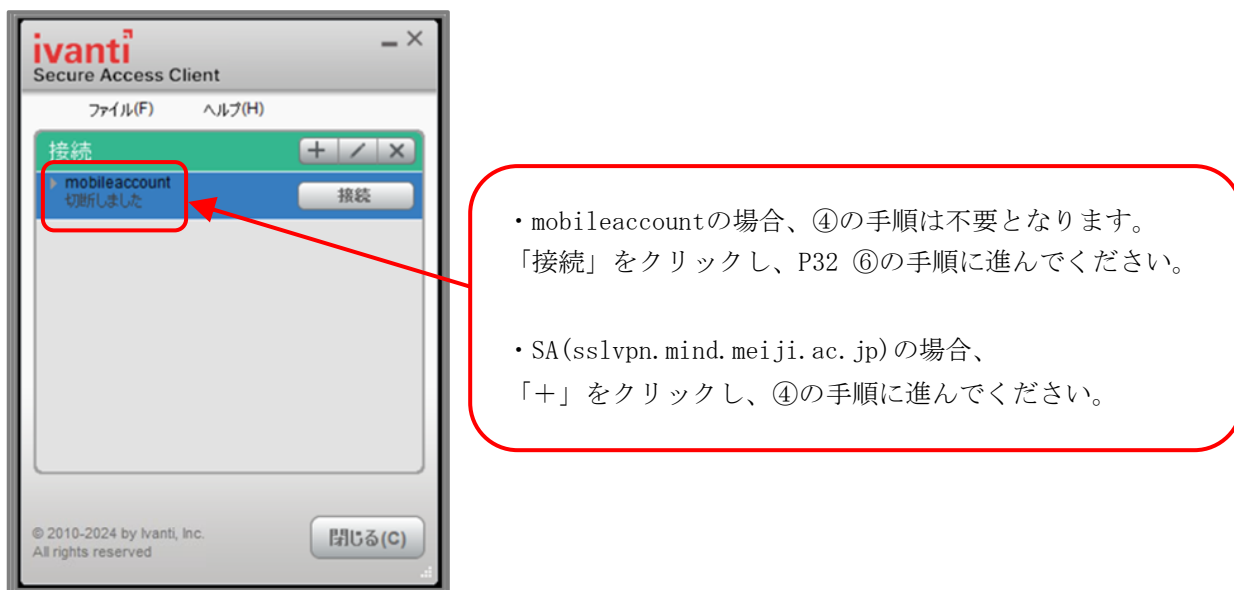 ivanti
Secure Access Client
ファイル(F) ヘルプ(H)
接続
mobileaccount
切断しました
接続
・mobileaccountの場合、④の手順は不要となります。
「接続」をクリックし、P32 ⑥の手順に進んでください。
・SA(sslvpn.mind.meiji.ac.jp)の場合、
「＋」をクリックし、④の手順に進んでください。
© 2010-2024 by Ivanti, Inc.
All rights reserved
閉じる(C)